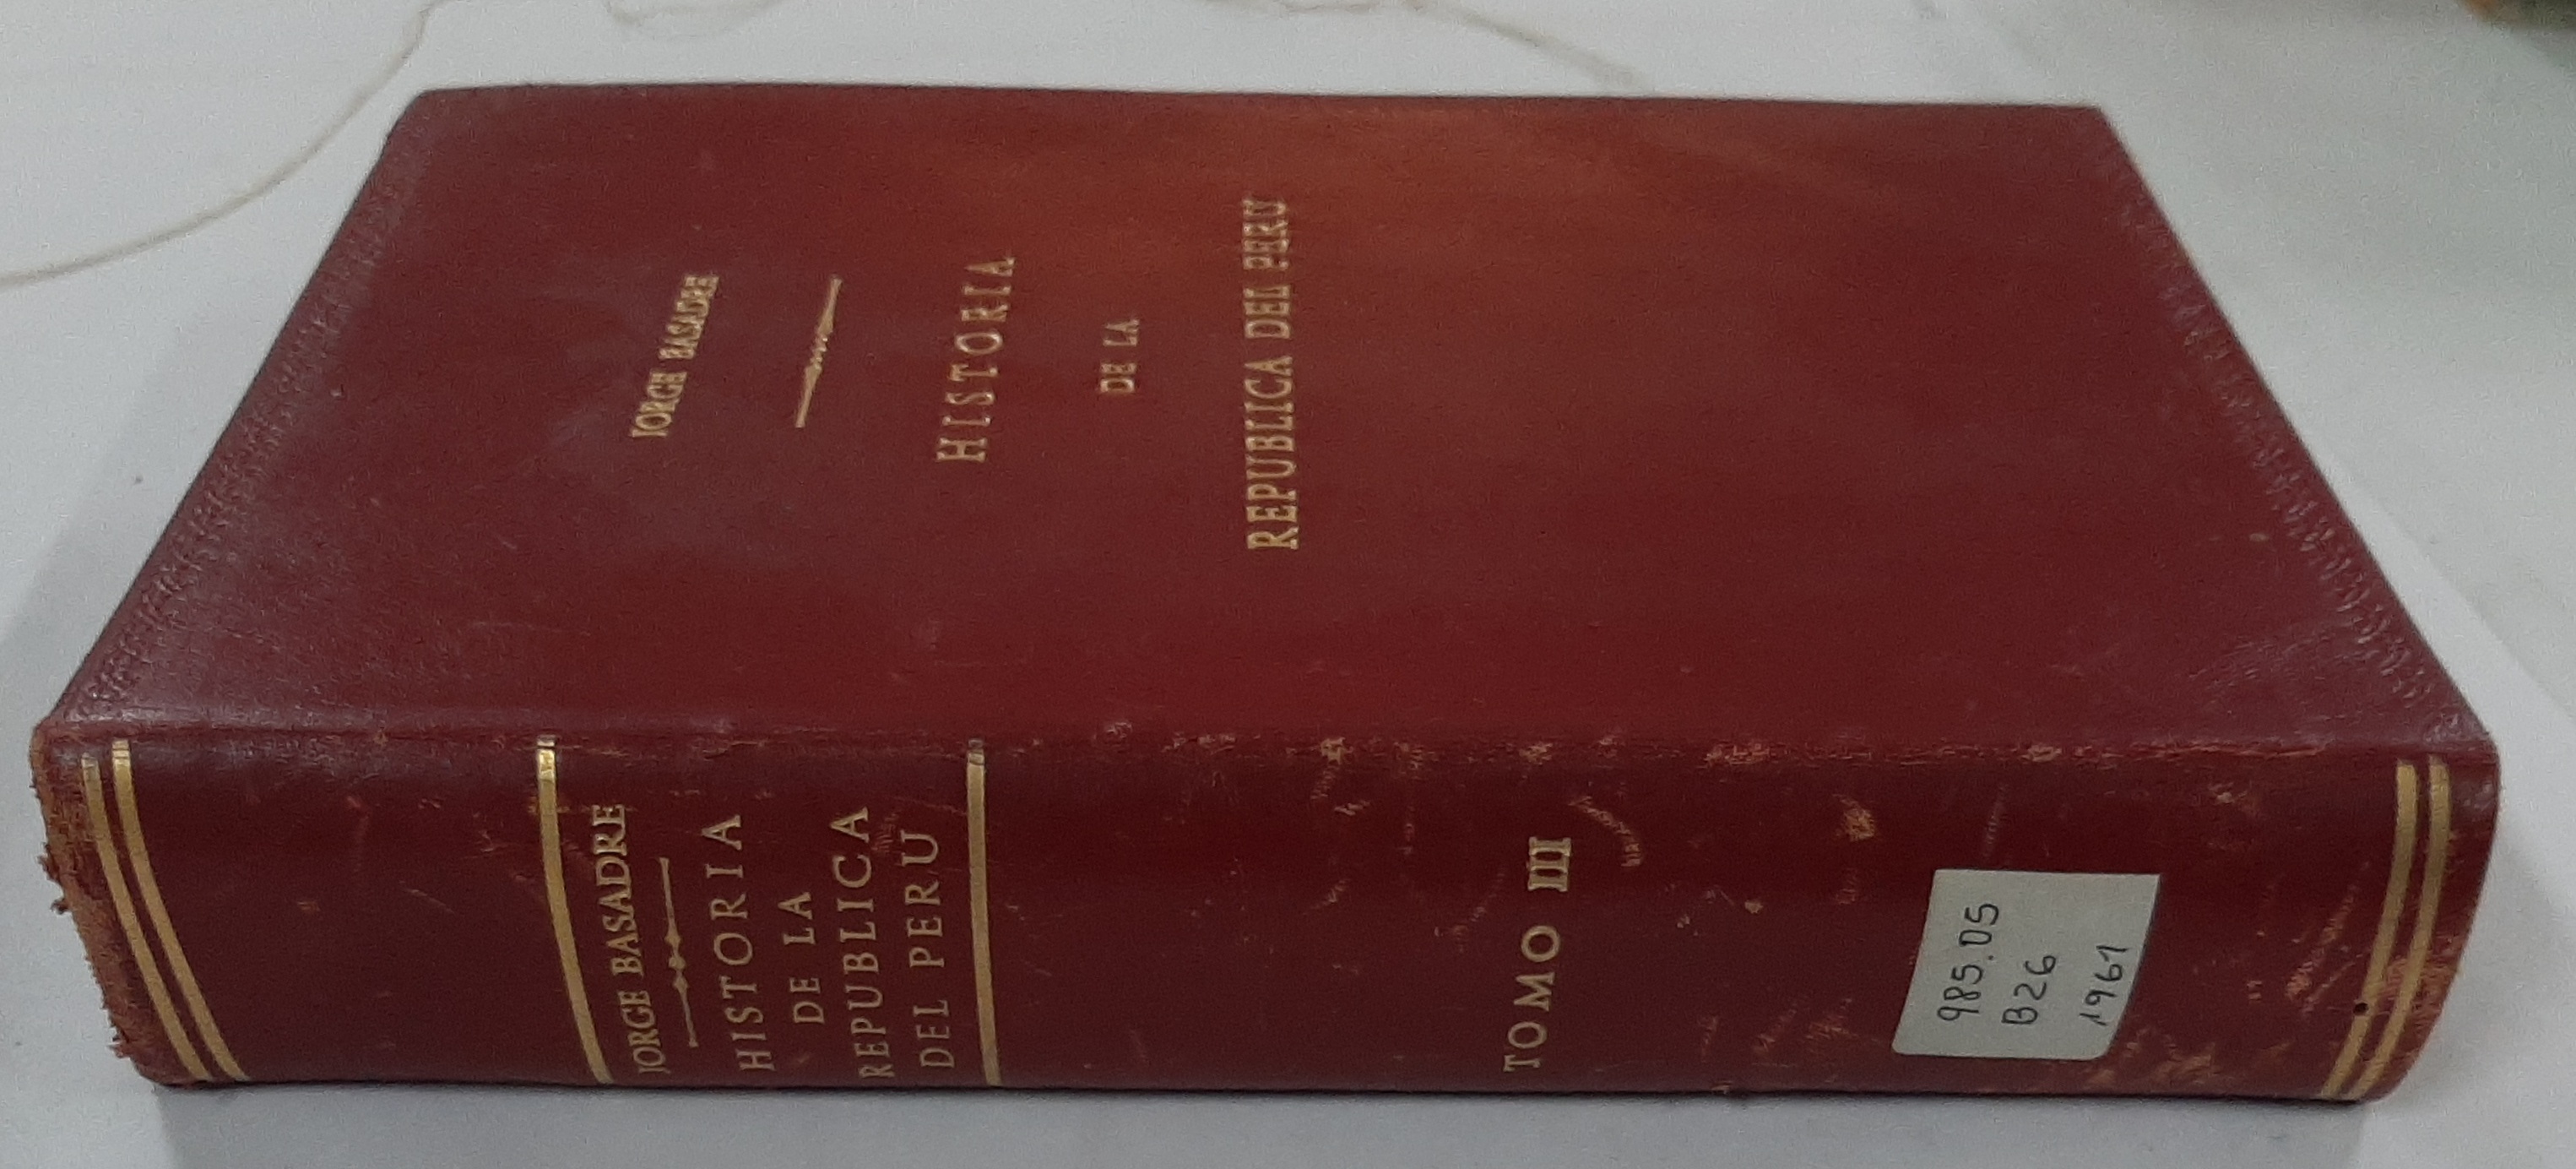 JORGE BASADRE
HISTORIA
DE LA
REPUBLICA DEL PERU
JORGE BASADRE
HISTORIA
DE LA
REPUBLICA
DEL PERU
TOMO III
985.05
B26
1961